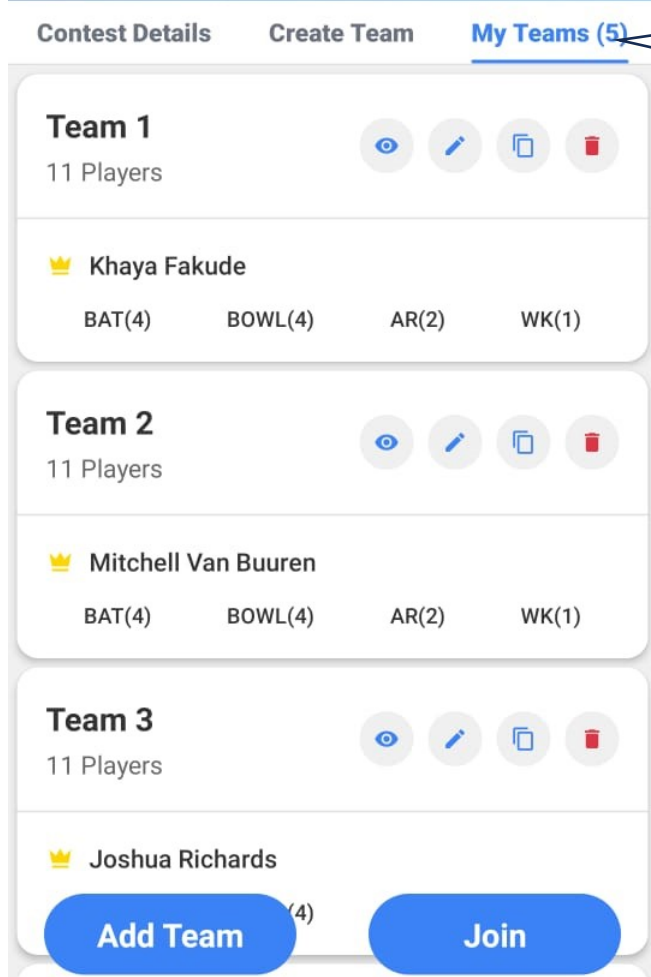 Contest Details Create Team My Teams (5)
Team 1
11 Players
Khaya Fakude
BAT(4) BOWL(4) AR(2) WK(1)
Team 2
11 Players
Mitchell Van Buuren
BAT(4) BOWL(4) AR(2) WK(1)
Team 3
11 Players
Joshua Richards
(4)
Add Team Join